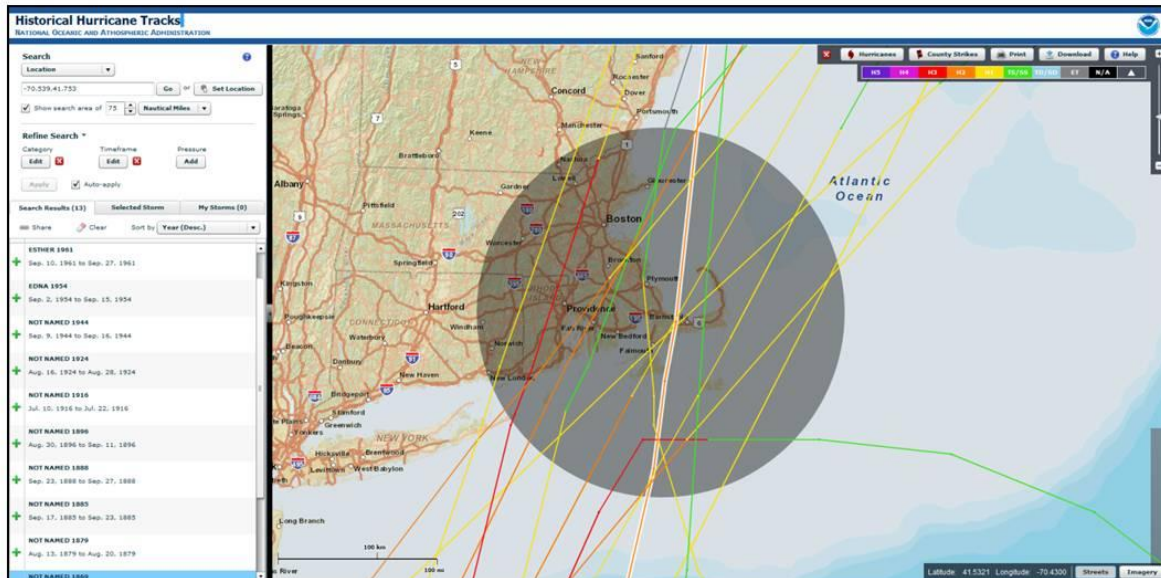 Historical Hurricane Tracks
NATIONAL OCEANIC AND ATMOSPHERIC ADMINISTRATION
Search
Location
-70.539,41.753
Go or Set Location
Show search area of 75 Nautical Miles
Refine Search
Category Timeframe Pressure
Edit Edit Add
Apply Auto-apply
Search Results (13) Selected Storm My Storms (0)
Share Clear Sort by Year (Desc.)
ESTHER 1961
Sep. 10, 1961 to Sep. 27, 1961
EDNA 1954
Sep. 2, 1954 to Sep. 15, 1954
NOT NAMED 1944
Sep. 9, 1944 to Sep. 16, 1944
NOT NAMED 1924
Aug. 16, 1924 to Aug. 28, 1924
NOT NAMED 1916
Jul. 10, 1916 to Jul. 22, 1916
NOT NAMED 1896
Aug. 30, 1896 to Sep. 11, 1896
NOT NAMED 1888
Sep. 23, 1888 to Sep. 27, 1888
NOT NAMED 1885
Sep. 17, 1885 to Sep. 23, 1885
NOT NAMED 1879
Aug. 13, 1879 to Aug. 20, 1879
NOT NAMED 1869
Hurricanes County Strikes Print Download Help
H5 H4 H3 H2 H1 TS/SS TD/SD ET N/A
Sanford
NEW HAMPSHIRE
Rochester
Concord
Dover
Portsmouth
Saratoga Springs
Keene
Manchester
Brattleboro
Nashua
Lowell
Gloucester
Albany
Gardner
Atlantic Ocean
Pittsfield
202
MASSACHUSETTS
Boston
Worcester
Springfield
Brockton
Plymouth
Kingston
Hartford
Providence
Barnstable
Poughkeepsie
CONNECTICUT
Windham
Fall River
New Bedford
Waterbury
Norwich
Falmouth
Beacon
Danbury
New Haven
New London
Bridgeport
Stamford
Yonkers
Greenwich
NEW YORK
Hicksville
Brentwood
Levittown
West Babylon
Long Branch
100 km
100 mi
Latitude: 41.5321 Longitude: -70.4300 Streets Imagery